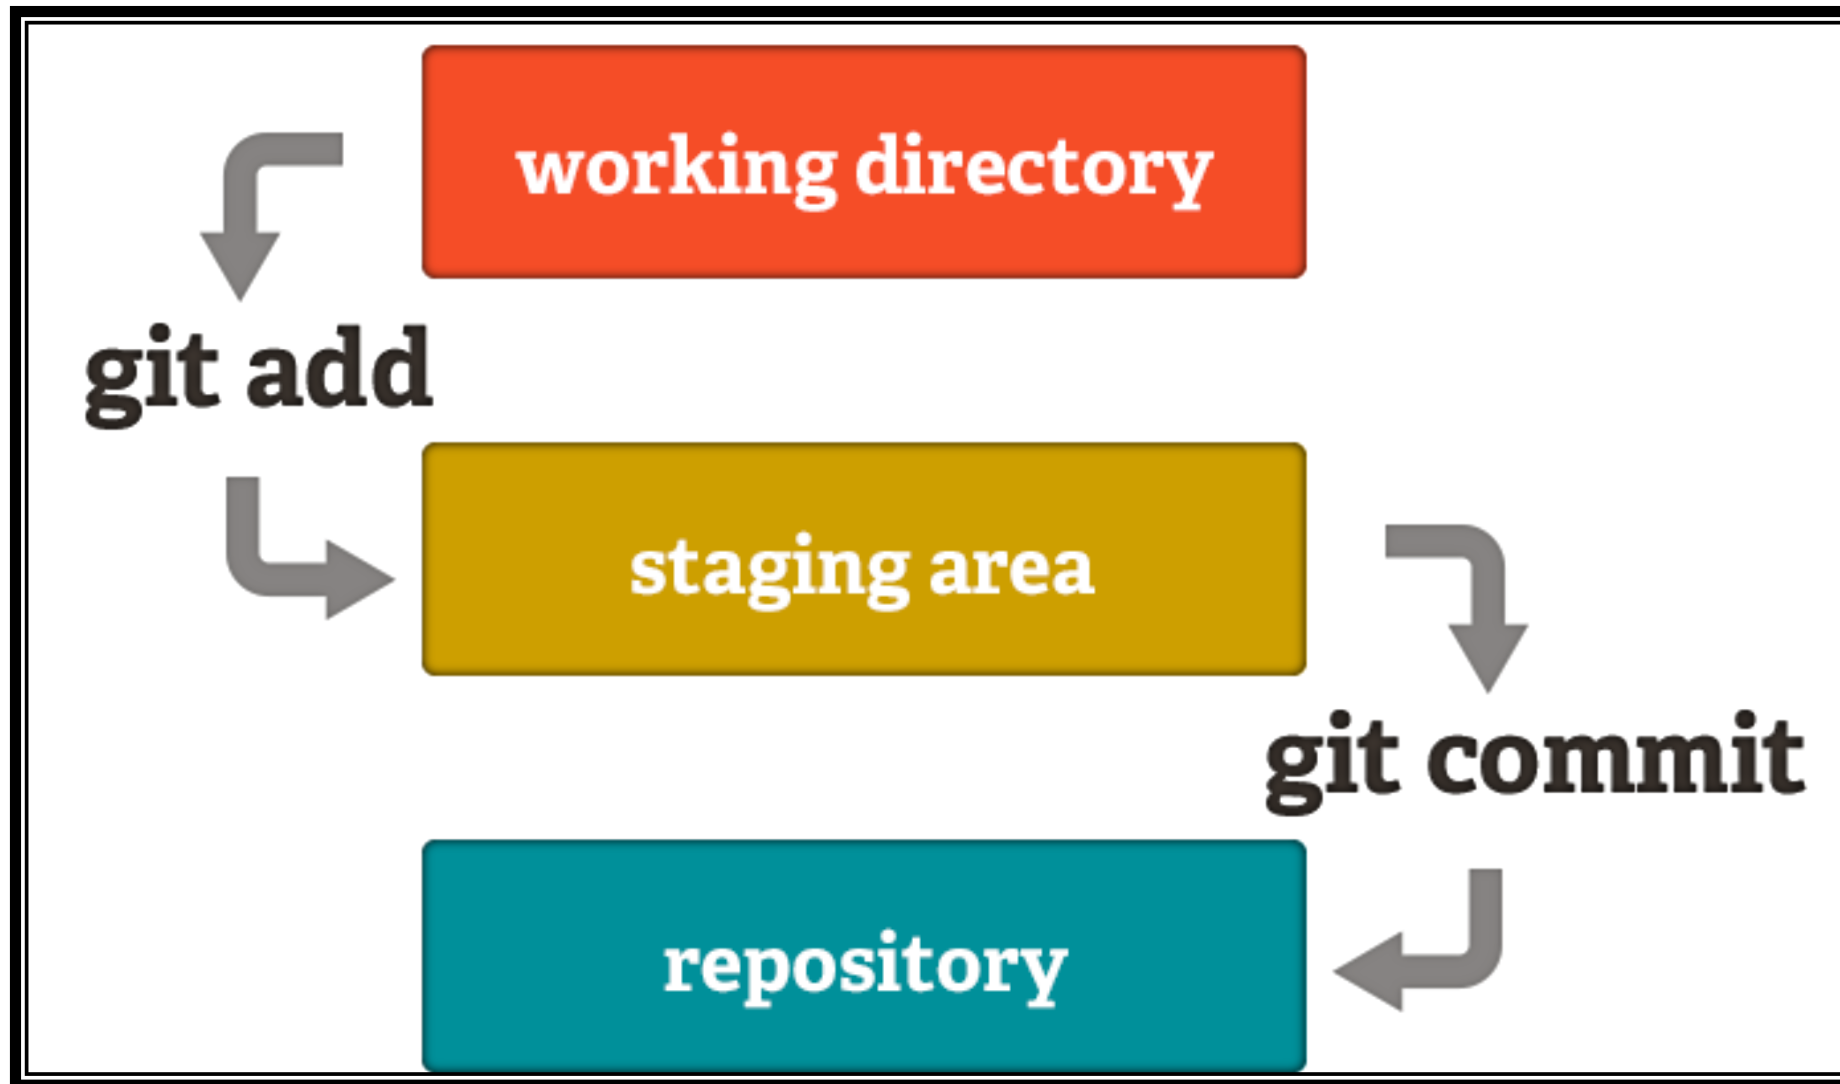 working directory
git add
staging area
git commit
repository